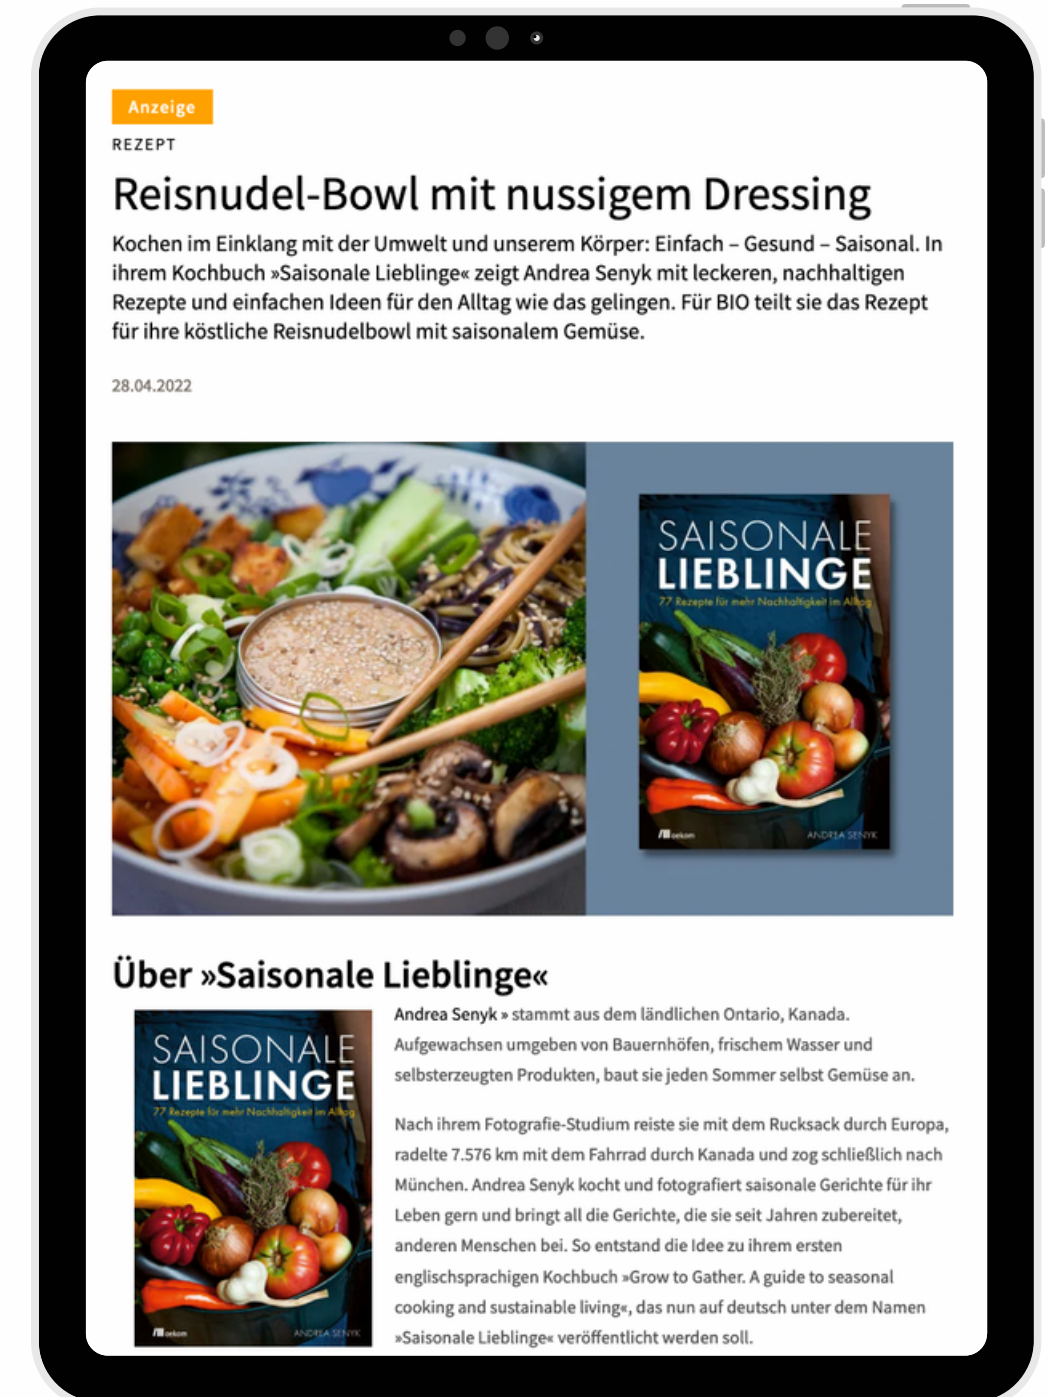 Anzeige
REZEPT
Reisnudel-Bowl mit nussigem Dressing
Kochen im Einklang mit der Umwelt und unserem Körper: Einfach – Gesund – Saisonal. In
ihrem Kochbuch »Saisonale Lieblinge« zeigt Andrea Senyk mit leckeren, nachhaltigen
Rezepte und einfachen Ideen für den Alltag wie das gelingen. Für BIO teilt sie das Rezept
für ihre köstliche Reisnudelbowl mit saisonalem Gemüse.
28.04.2022
SAISONALE
LIEBLINGE
77 Rezepte für mehr Nachhaltigkeit im Alltag
oekom
ANDREA SENYK
Über »Saisonale Lieblinge«
SAISONALE
LIEBLINGE
77 Rezepte für mehr Nachhaltigkeit im Alltag
oekom
ANDREA SENYK
Andrea Senyk » stammt aus dem ländlichen Ontario, Kanada.
Aufgewachsen umgeben von Bauernhöfen, frischem Wasser und
selbsterzeugten Produkten, baut sie jeden Sommer selbst Gemüse an.
Nach ihrem Fotografie-Studium reiste sie mit dem Rucksack durch Europa,
radelte 7.576 km mit dem Fahrrad durch Kanada und zog schließlich nach
München. Andrea Senyk kocht und fotografiert saisonale Gerichte für ihr
Leben gern und bringt all die Gerichte, die sie seit Jahren zubereitet,
anderen Menschen bei. So entstand die Idee zu ihrem ersten
englischsprachigen Kochbuch »Grow to Gather. A guide to seasonal
cooking and sustainable living«, das nun auf deutsch unter dem Namen
»Saisonale Lieblinge« veröffentlicht werden soll.